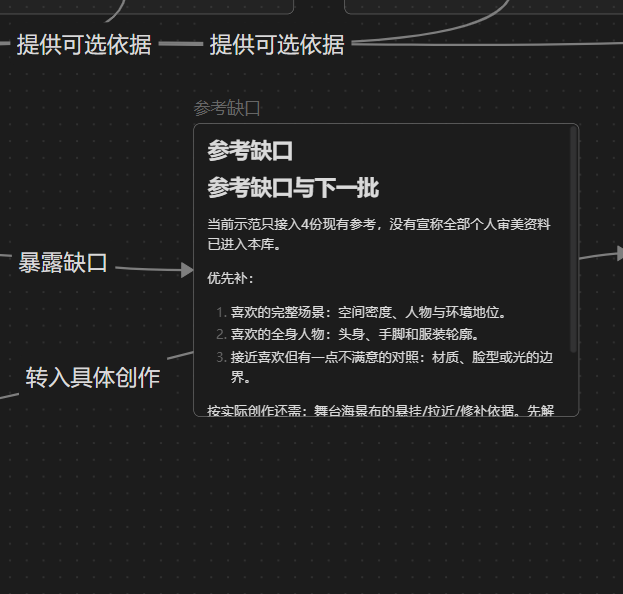 提供可选依据
提供可选依据
参考缺口
参考缺口
参考缺口与下一批
当前示范只接入4份现有参考，没有宣称全部个人审美资料
已进入本库。
暴露缺口
优先补：
1. 喜欢的完整场景：空间密度、人物与环境地位。
2. 喜欢的全身人物：头身、手脚和服装轮廓。
3. 接近喜欢但有一点不满意的对照：材质、脸型或光的边
界。
转入具体创作
按实际创作还需：舞台海景布的悬挂/拉近/修补依据。先解